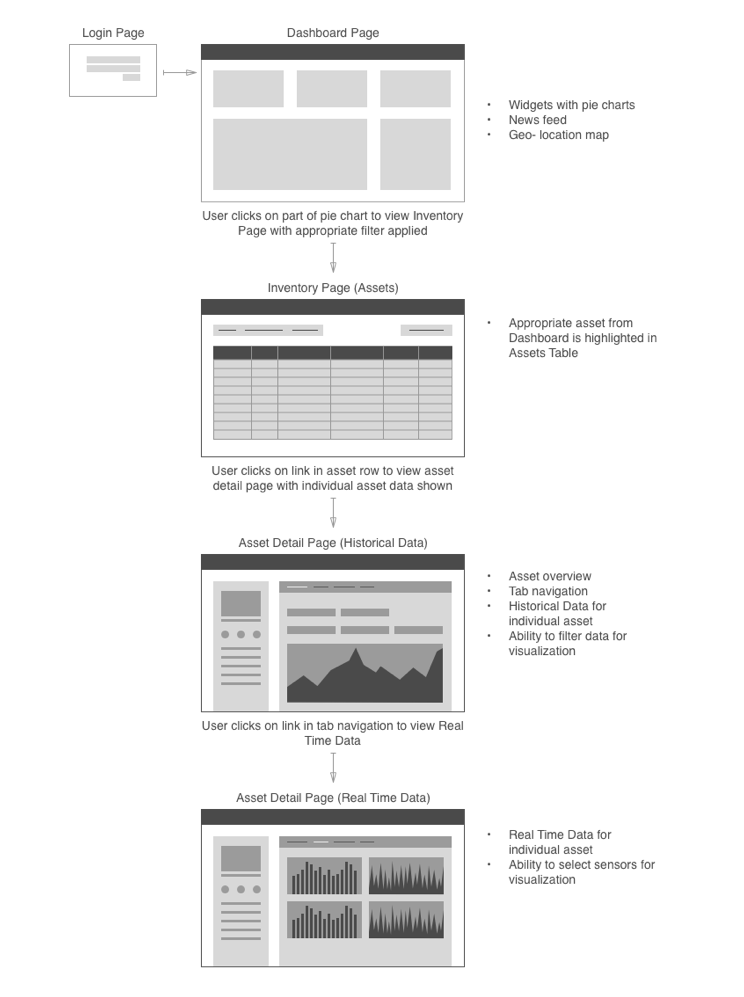 Login Page
Dashboard Page
• Widgets with pie charts
• News feed
• Geo- location map
User clicks on part of pie chart to view Inventory
Page with appropriate filter applied
Inventory Page (Assets)
• Appropriate asset from
Dashboard is highlighted in
Assets Table
User clicks on link in asset row to view asset
detail page with individual asset data shown
Asset Detail Page (Historical Data)
• Asset overview
• Tab navigation
• Historical Data for
individual asset
• Ability to filter data for
visualization
User clicks on link in tab navigation to view Real
Time Data
Asset Detail Page (Real Time Data)
• Real Time Data for
individual asset
• Ability to select sensors for
visualization